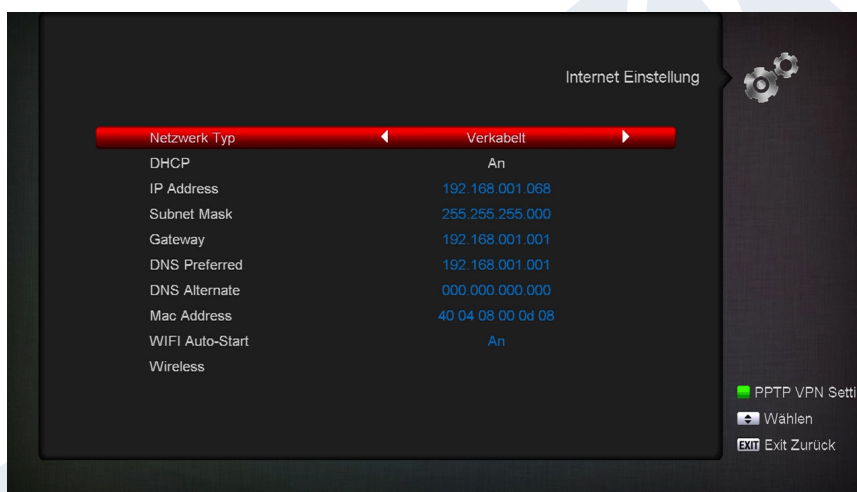 Internet Einstellung
Netzwerk Typ Verkabelt
DHCP An
IP Address 192.168.001.068
Subnet Mask 255.255.255.000
Gateway 192.168.001.001
DNS Preferred 192.168.001.001
DNS Alternate 000.000.000.000
Mac Address 40 04 08 00 0d 08
WIFI Auto-Start An
Wireless
PPTP VPN Setti
Wählen
EXIT Exit Zurück